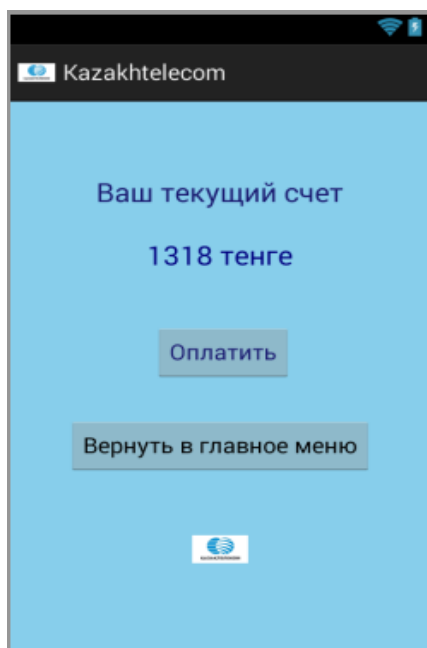 Kazakhtelecom
Ваш текущий счет
1318 тенге
Оплатить
Вернуть в главное меню